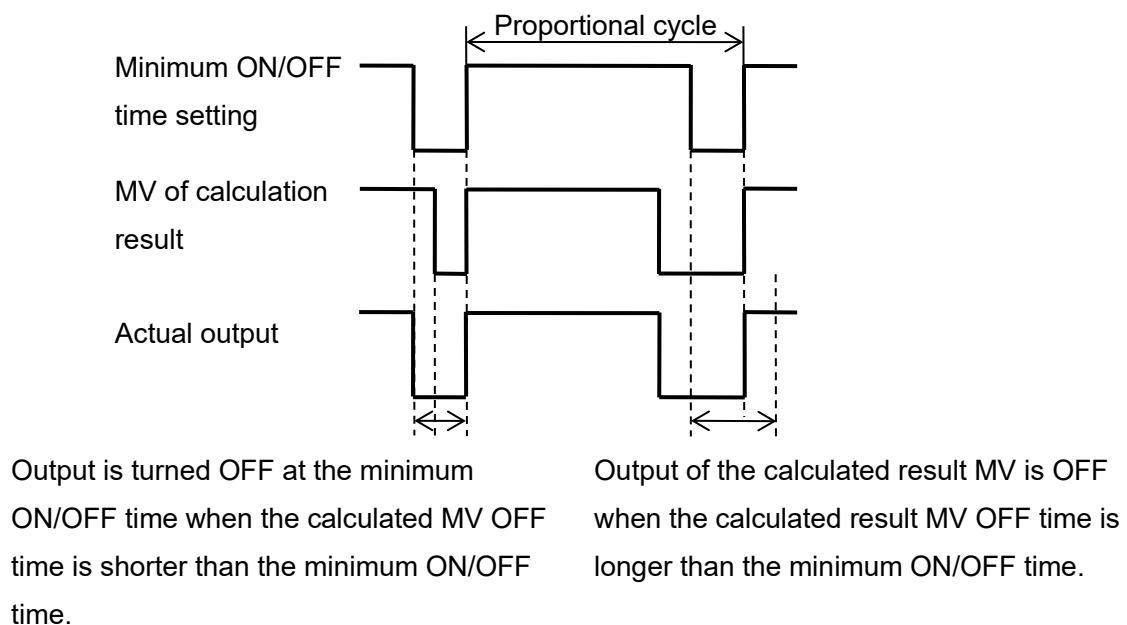 Proportional cycle
Minimum ON/OFF
time setting
MV of calculation
result
Actual output
Output is turned OFF at the minimum
ON/OFF time when the calculated MV OFF
time is shorter than the minimum ON/OFF
time.
Output of the calculated result MV is OFF
when the calculated result MV OFF time is
longer than the minimum ON/OFF time.